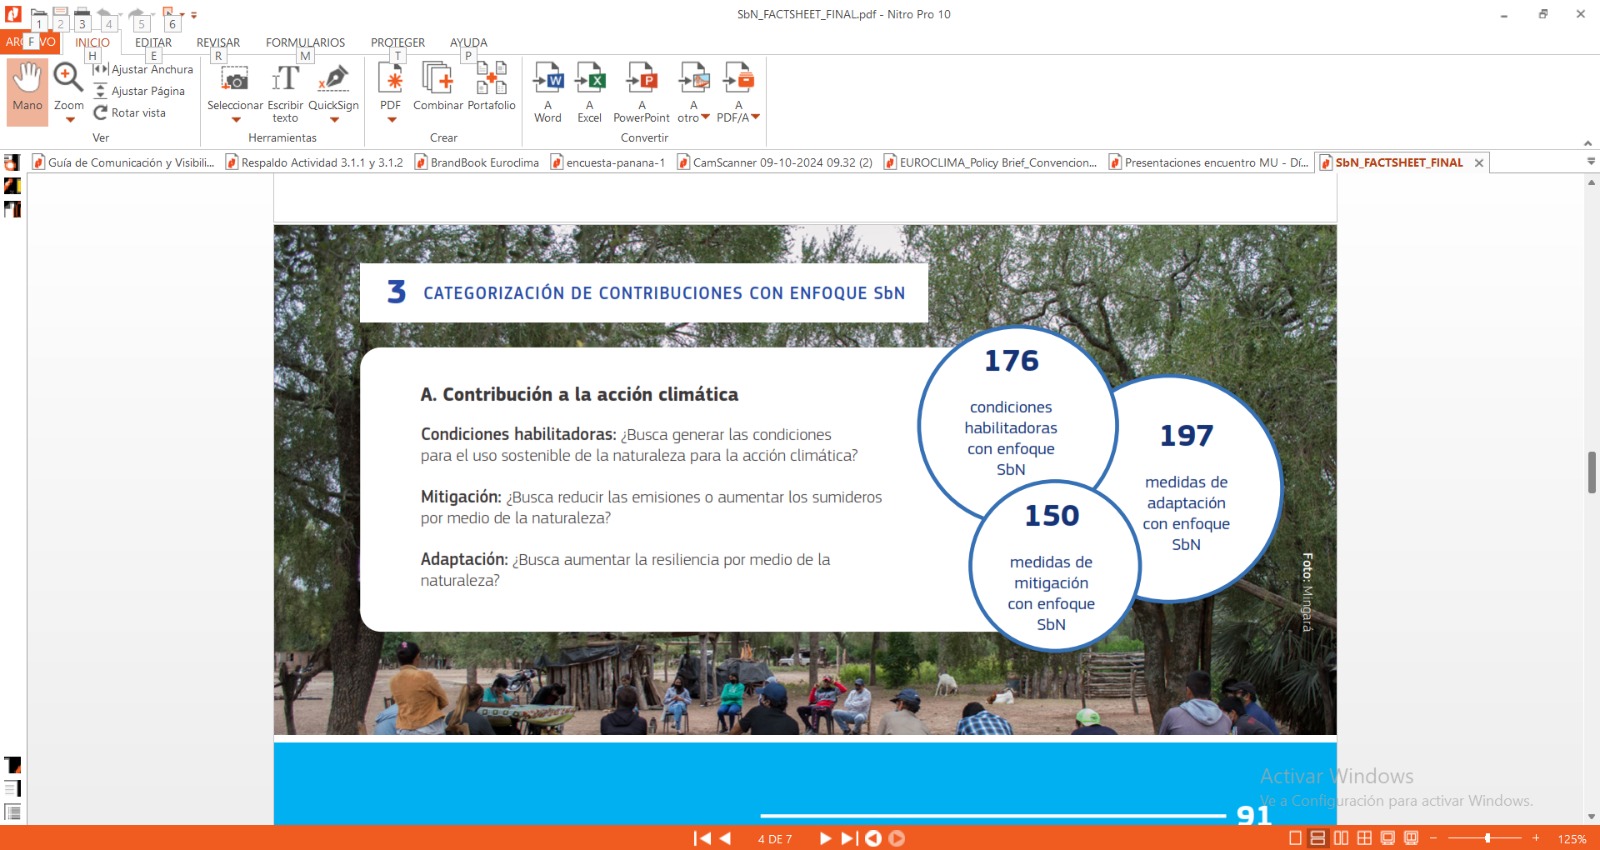 SbN_FACTSHEET_FINAL.pdf - Nitro Pro 10
1 2 3 4 5 6
ARCHIVO INICIO EDITAR REVISAR FORMULARIOS PROTEGER AYUDA
F H E R M T P
Mano
Zoom
Ajustar Anchura
Ajustar Página
Rotar vista
Ver
Seleccionar
Escribir
texto
QuickSign
Herramientas
PDF
Combinar
Portafolio
Crear
A
Word
A
Excel
A
PowerPoint
A
otro
A
PDF/A
Convertir
Guía de Comunicación y Visibili...
Respaldo Actividad 3.1.1 y 3.1.2
BrandBook Euroclima
encuesta-panana-1
CamScanner 09-10-2024 09.32 (2)
EUROCLIMA_Policy Brief_Convencion...
Presentaciones encuentro MU - Dí...
SbN_FACTSHEET_FINAL
3 CATEGORIZACIÓN DE CONTRIBUCIONES CON ENFOQUE SbN
A. Contribución a la acción climática
Condiciones habilitadoras: ¿Busca generar las condiciones
para el uso sostenible de la naturaleza para la acción climática?
Mitigación: ¿Busca reducir las emisiones o aumentar los sumideros
por medio de la naturaleza?
Adaptación: ¿Busca aumentar la resiliencia por medio de la
naturaleza?
176
condiciones
habilitadoras
con enfoque
SbN
197
medidas de
adaptación
con enfoque
SbN
150
medidas de
mitigación
con enfoque
SbN
Foto: Mingará
91
Activar Windows
Ve a Configuración para activar Windows.
4 DE 7
125%